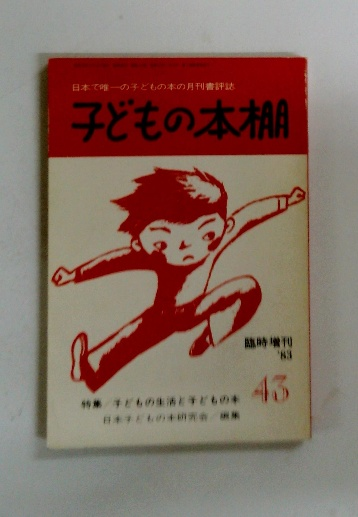 日本で唯一の子どもの本の月刊書評誌
子どもの本棚
臨時増刊
'83
43
特集/子どもの生活と子どもの本
日本子どもの本研究会/編集